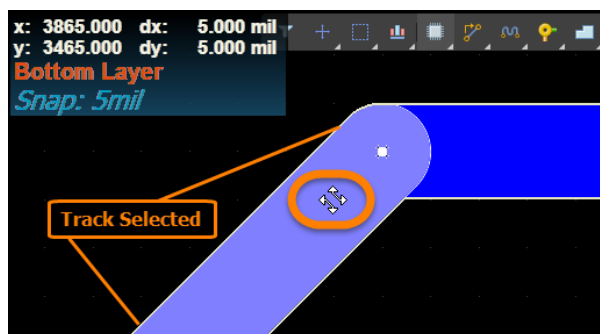 x: 3865.000 dx: 5.000 mil
y: 3465.000 dy: 5.000 mil
Bottom Layer
Snap: 5mil
Track Selected